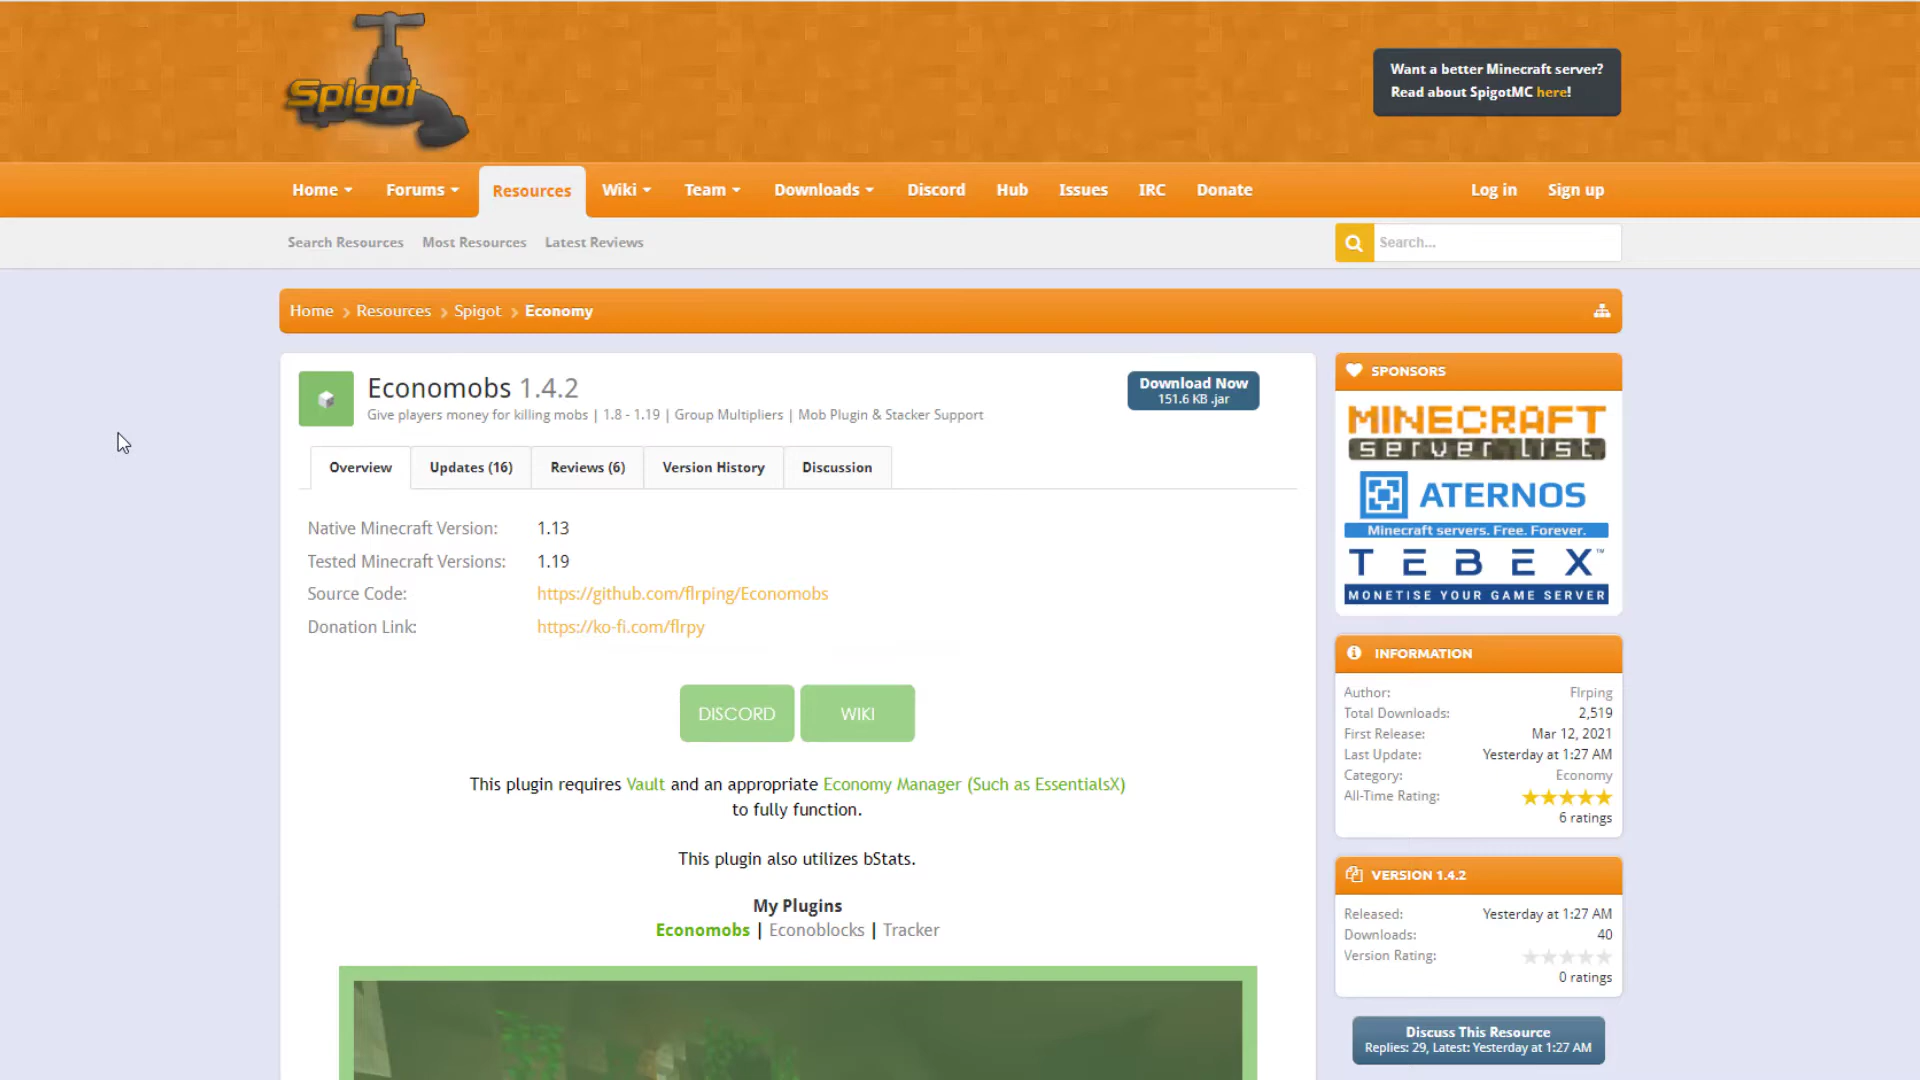 Spigot
Want a better Minecraft server?
Read about SpigotMC here!
Home Forums Resources Wiki Team Downloads Discord Hub Issues IRC Donate Log in Sign up
Search Resources Most Resources Latest Reviews Search...
Home Resources Spigot Economy
Economobs 1.4.2
Give players money for killing mobs | 1.8 - 1.19 | Group Multipliers | Mob Plugin & Stacker Support
Download Now
151.6 KB .jar
Overview Updates (16) Reviews (6) Version History Discussion
Native Minecraft Version: 1.13
Tested Minecraft Versions: 1.19
Source Code: https://github.com/flrping/Economobs
Donation Link: https://ko-fi.com/flrpy
DISCORD WIKI
This plugin requires Vault and an appropriate Economy Manager (Such as EssentialsX)
to fully function.
This plugin also utilizes bStats.
My Plugins
Economobs | Econoblocks | Tracker
SPONSORS
MINECRAFT
server list
ATERNOS
Minecraft servers. Free. Forever.
TEBEX™
MONETISE YOUR GAME SERVER
INFORMATION
Author: Flrping
Total Downloads: 2,519
First Release: Mar 12, 2021
Last Update: Yesterday at 1:27 AM
Category: Economy
All-Time Rating:
6 ratings
VERSION 1.4.2
Released: Yesterday at 1:27 AM
Downloads: 40
Version Rating:
0 ratings
Discuss This Resource
Replies: 29, Latest: Yesterday at 1:27 AM